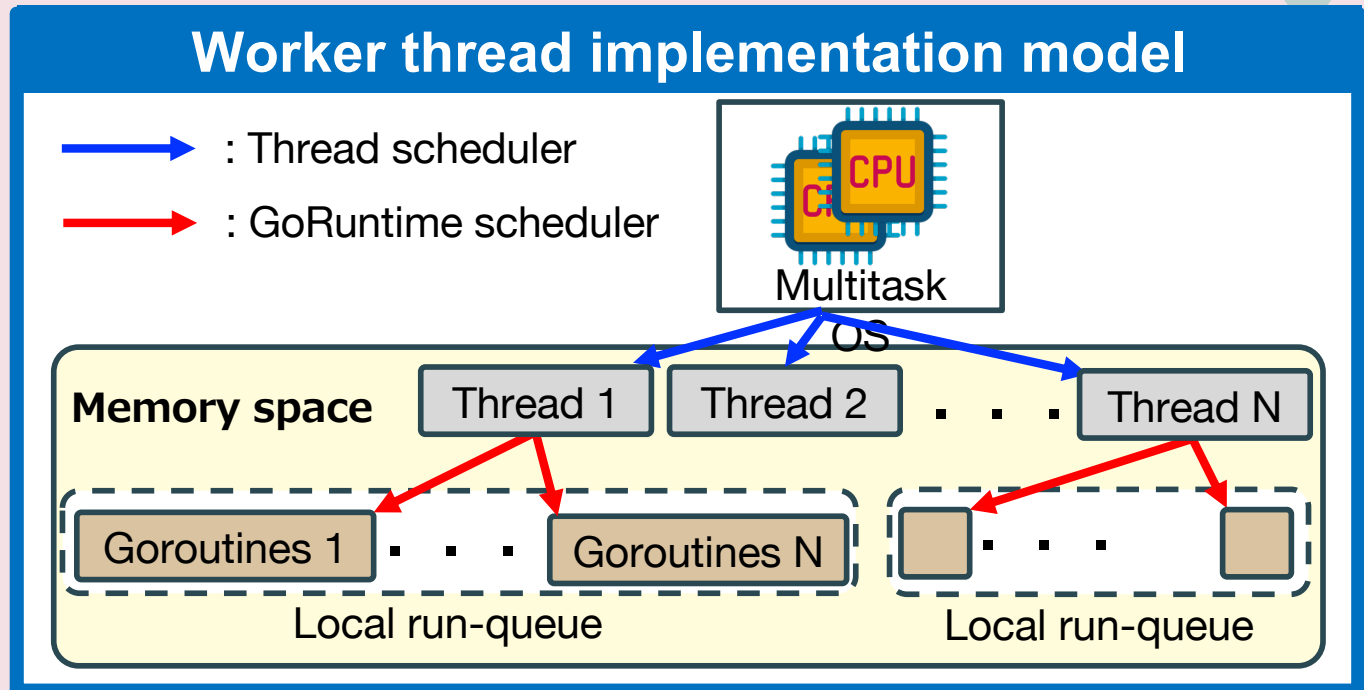 Worker thread implementation model
: Thread scheduler
: GoRuntime scheduler
CPU
CPU
Multitask
OS
Memory space
Thread 1
Thread 2
. . .
Thread N
Goroutines 1
. . .
Goroutines N
. . .
Local run-queue
Local run-queue